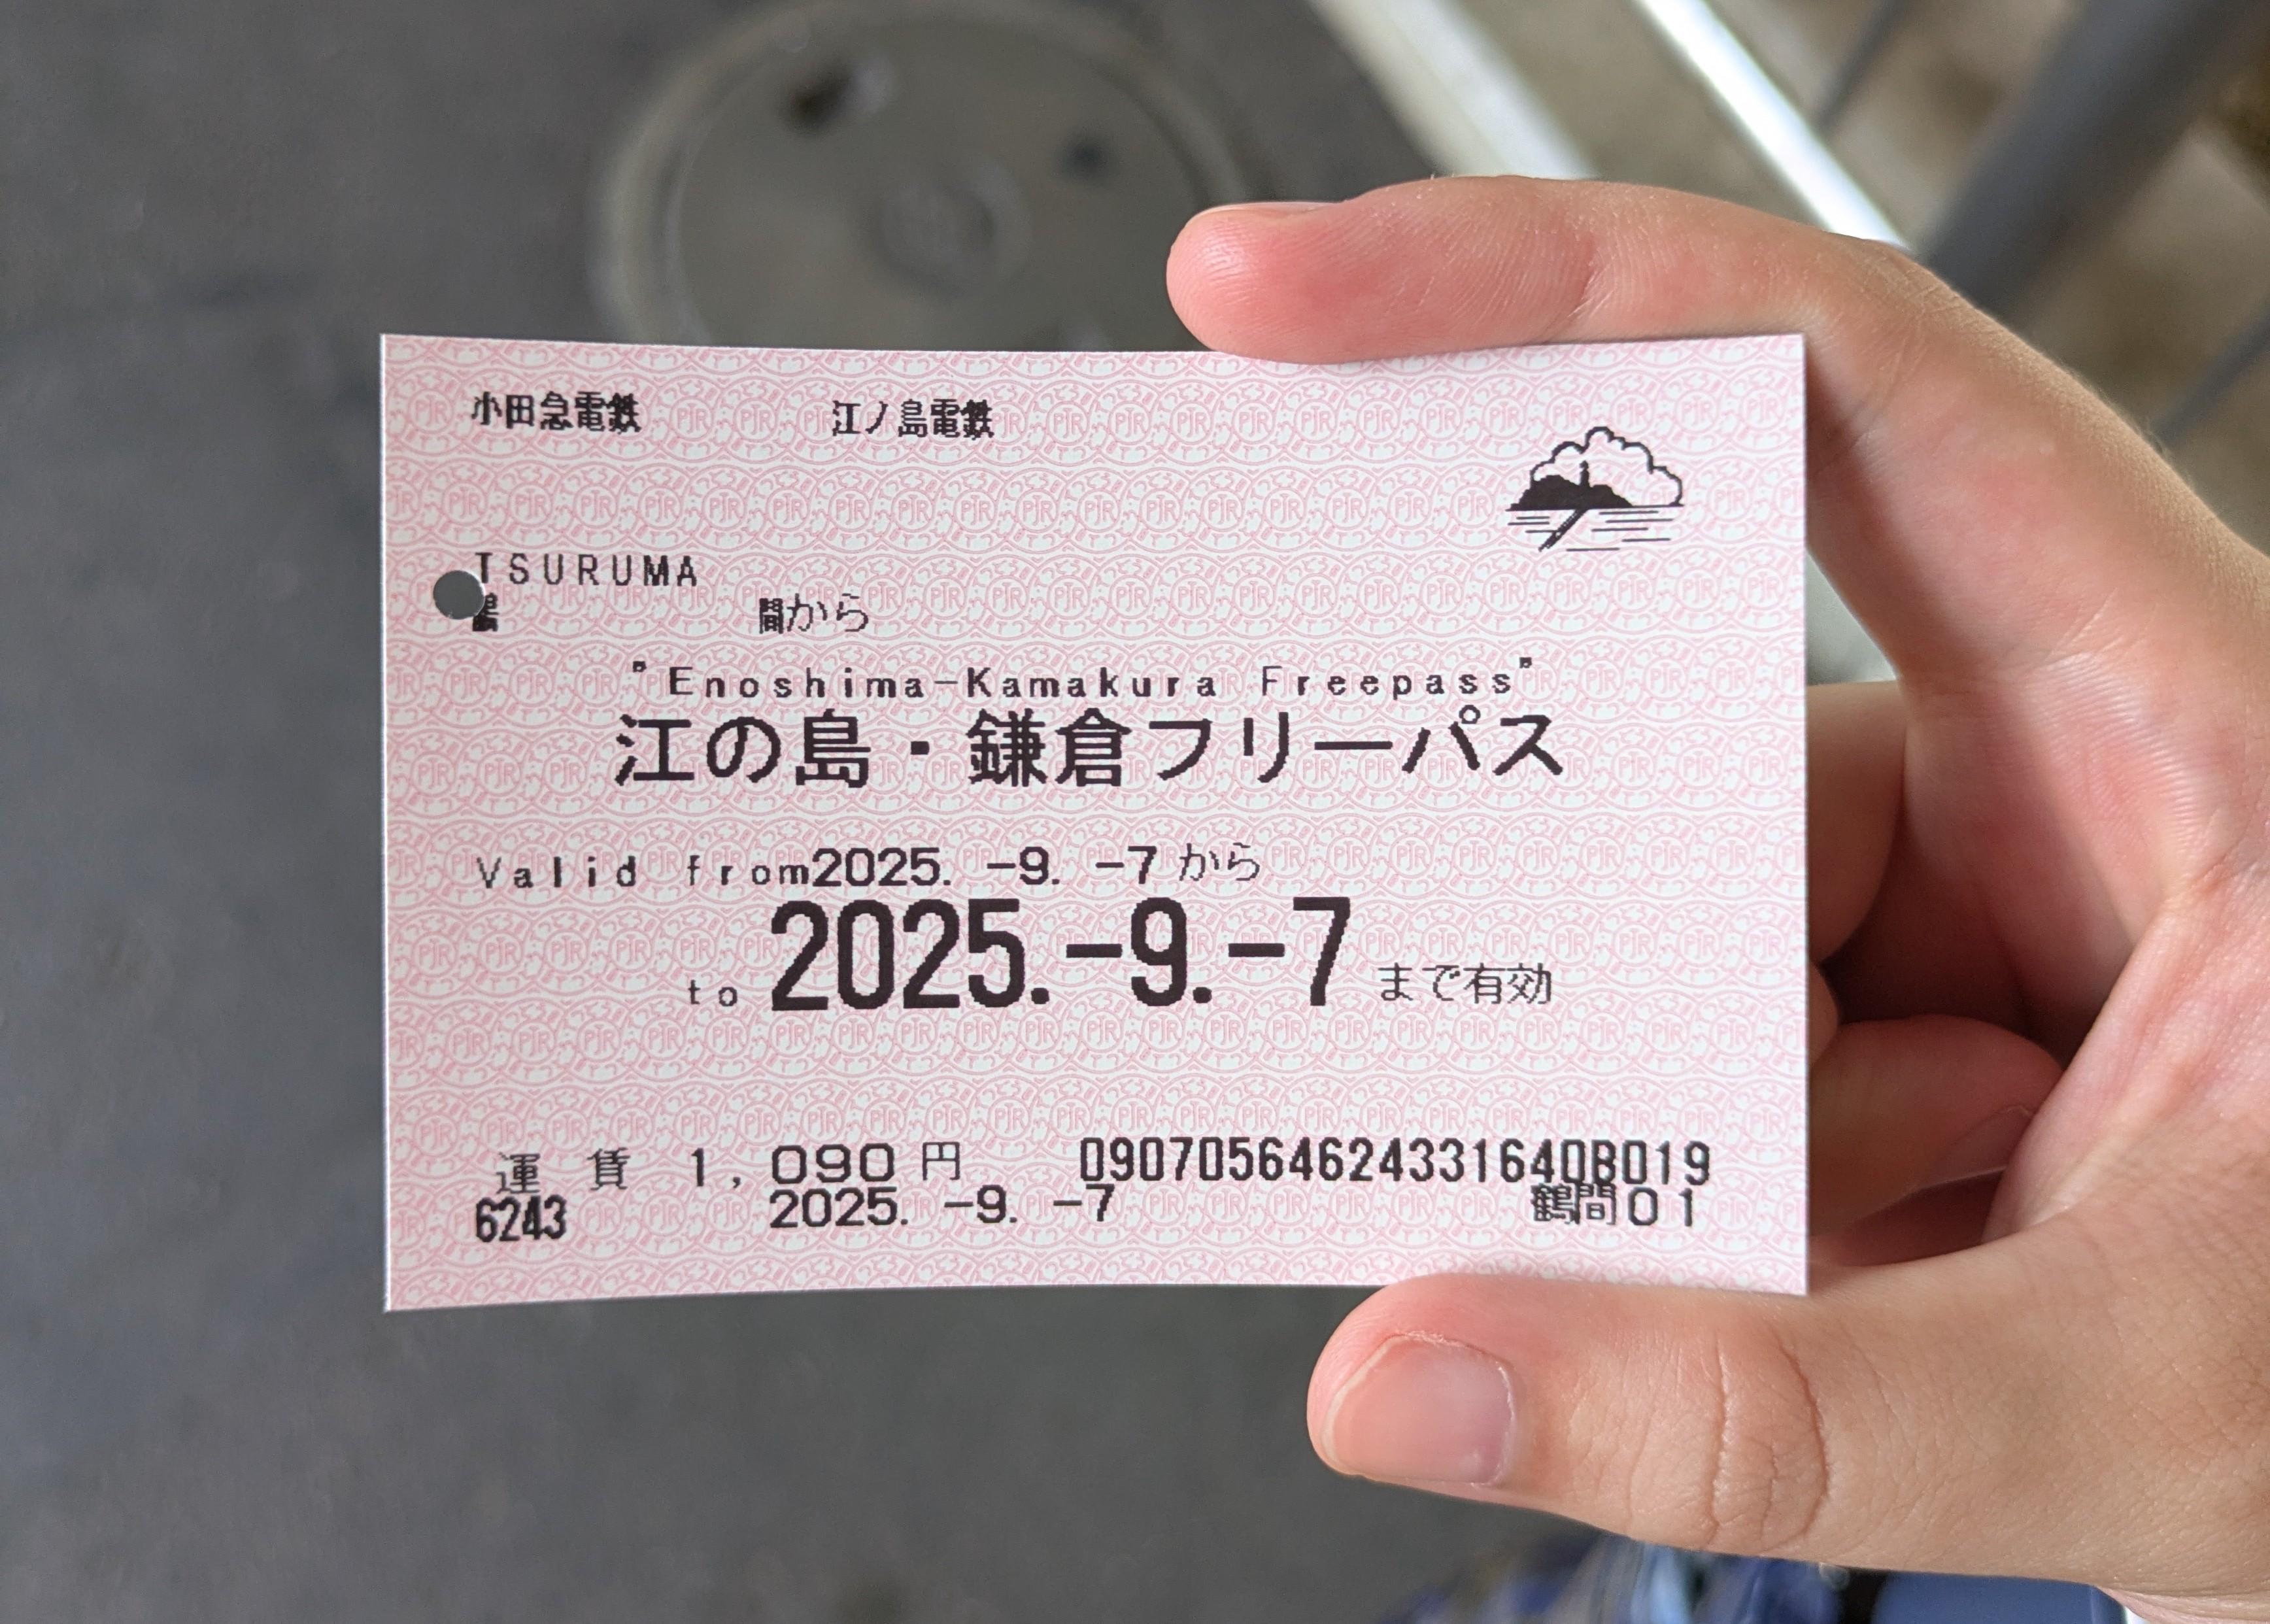 小田急電鉄 江ノ島電鉄
TSURUMA
鶴 間から
"Enoshima-Kamakura Freepass"
江の島・鎌倉フリーパス
Valid from2025. -9. -7から
to 2025.-9.-7まで有効
運賃 1,090円 09070564624331640B019
6243 2025. -9. -7 鶴間01